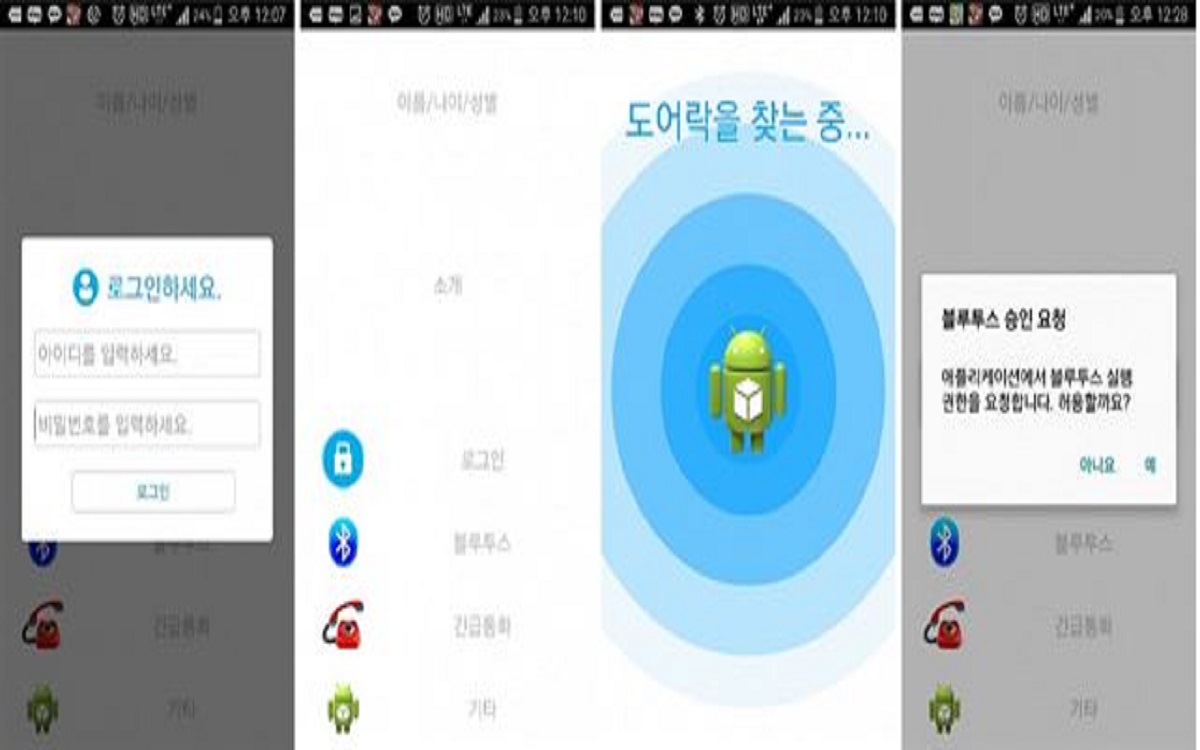 LTE 24% 오후 12:07
이름/나이/성별
로그인하세요.
아이디를 입력하세요.
비밀번호를 입력하세요.
로그인
블루투스
긴급통화
기타
LTE 23% 오후 12:10
이름/나이/성별
소개
로그인
블루투스
긴급통화
기타
LTE 23% 오후 12:10
도어락을 찾는 중...
LTE 20% 오후 12:28
이름/나이/성별
블루투스 승인 요청
애플리케이션에서 블루투스 실행
권한을 요청합니다. 허용할까요?
아니요 예
블루투스
긴급통화
기타